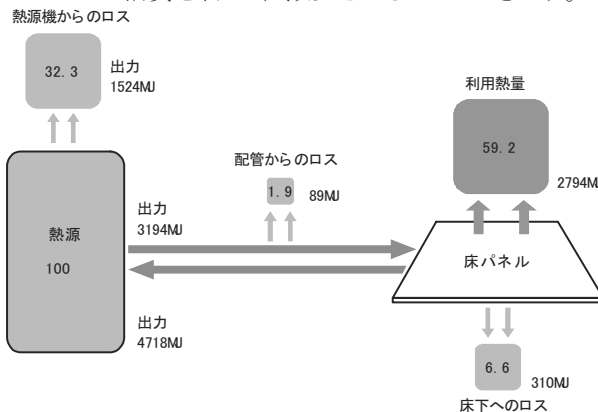 熱源機からのロス
32.3
出力
1524MJ
利用熱量
59.2
2794MJ
配管からのロス
1.9
89MJ
出力
3194MJ
熱源
100
床パネル
出力
4718MJ
6.6
310MJ
床下へのロス